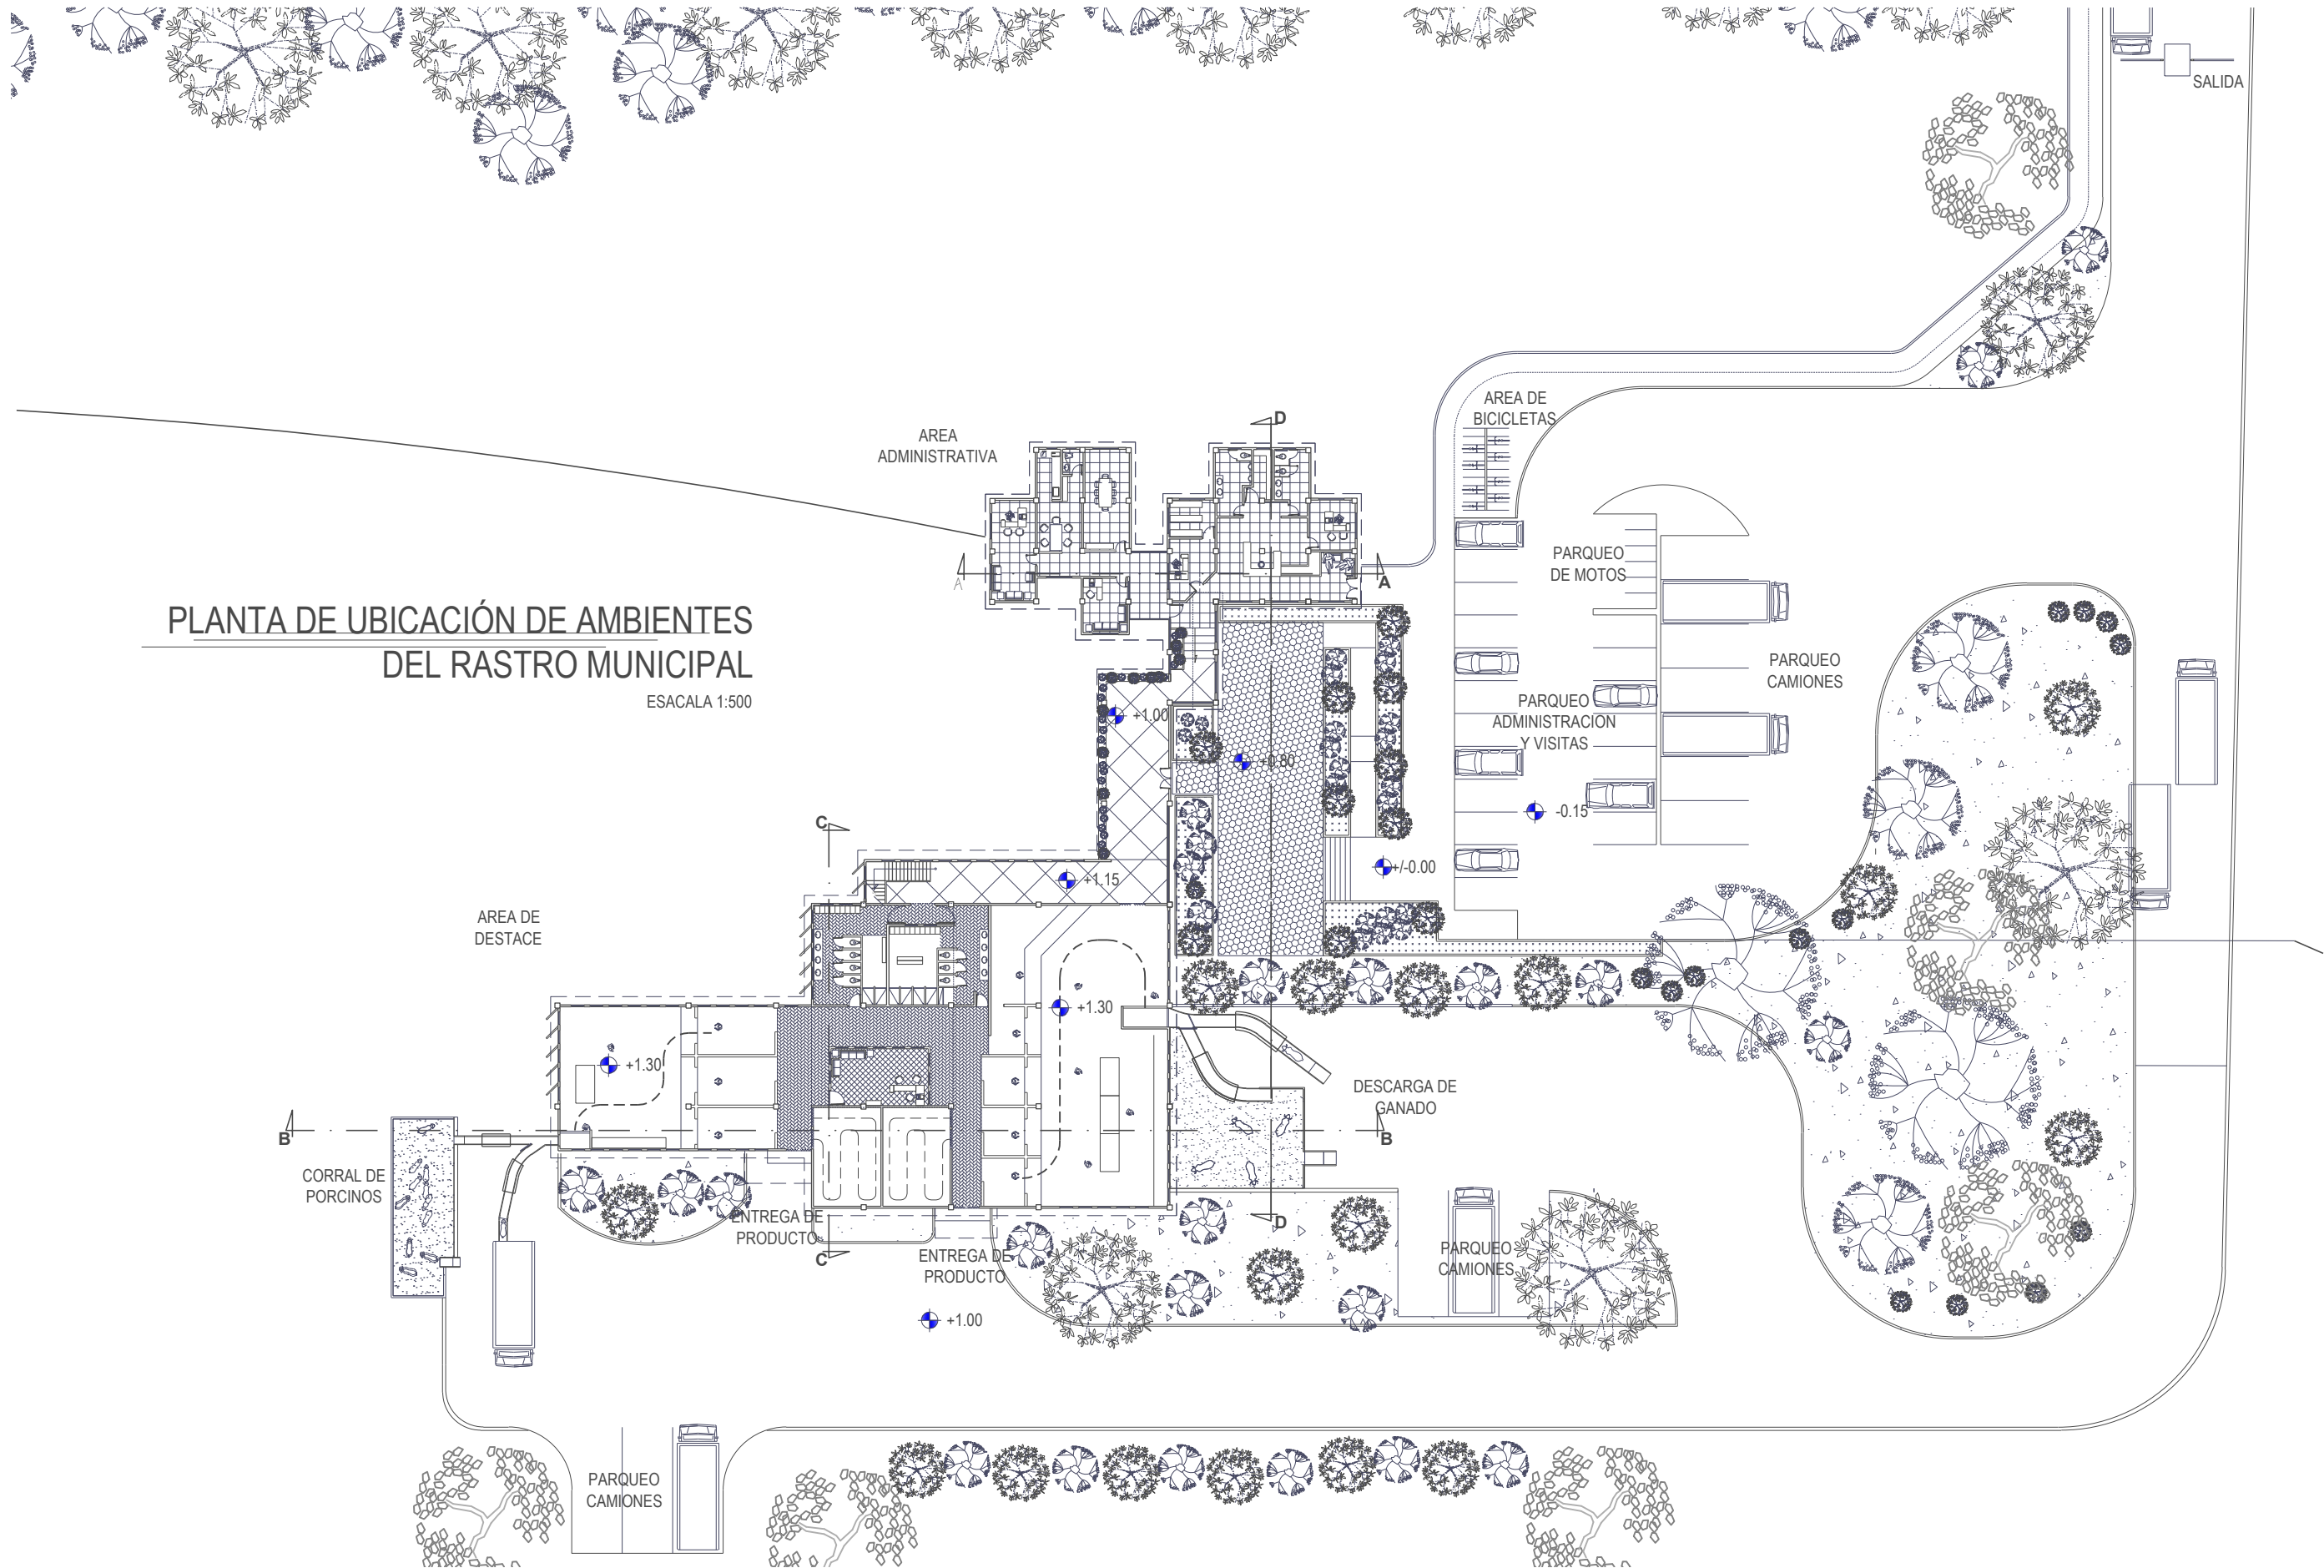 SALIDA
AREA DE
BICICLETAS
D
AREA
ADMINISTRATIVA
PARQUEO
DE MOTOS
A
A
PLANTA DE UBICACIÓN DE AMBIENTES
DEL RASTRO MUNICIPAL
ESACALA 1:500
PARQUEO
CAMIONES
PARQUEO
ADMINISTRACION
Y VISITAS
+1.00
+0.80
-0.15
C
+/-0.00
+1.15
AREA DE
DESTACE
+1.30
+1.30
DESCARGA DE
GANADO
B
B
CORRAL DE
PORCINOS
ENTREGA DE
PRODUCTO
D
C
ENTREGA DE
PRODUCTO
PARQUEO
CAMIONES
+1.00
PARQUEO
CAMIONES